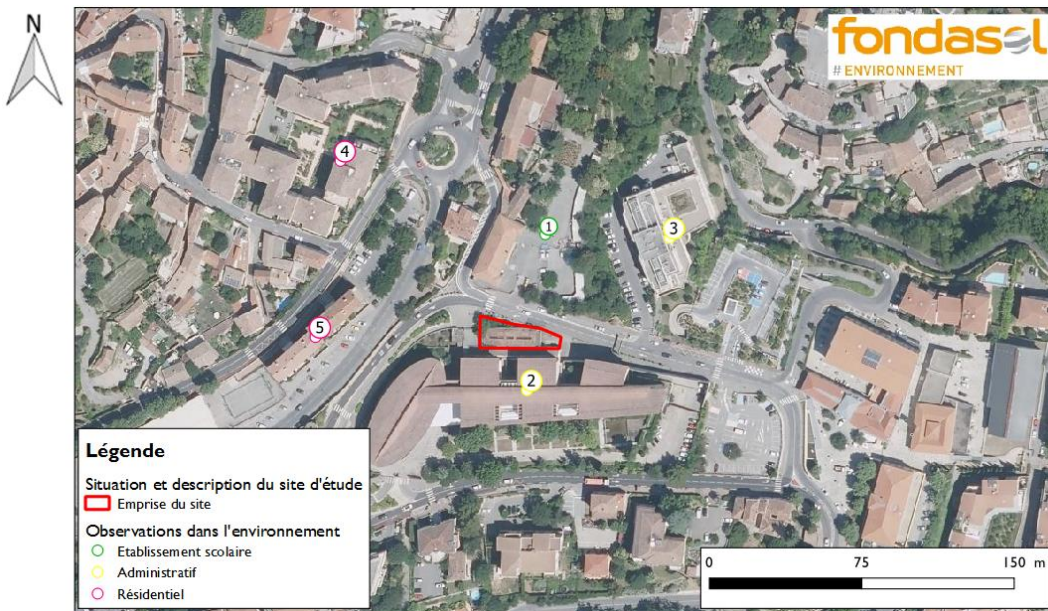 N
fondasol
# ENVIRONNEMENT
4
1
3
5
2
Légende
Situation et description du site d'étude
Emprise du site
Observations dans l'environnement
Etablissement scolaire
Administratif
Résidentiel
0 75 150 m